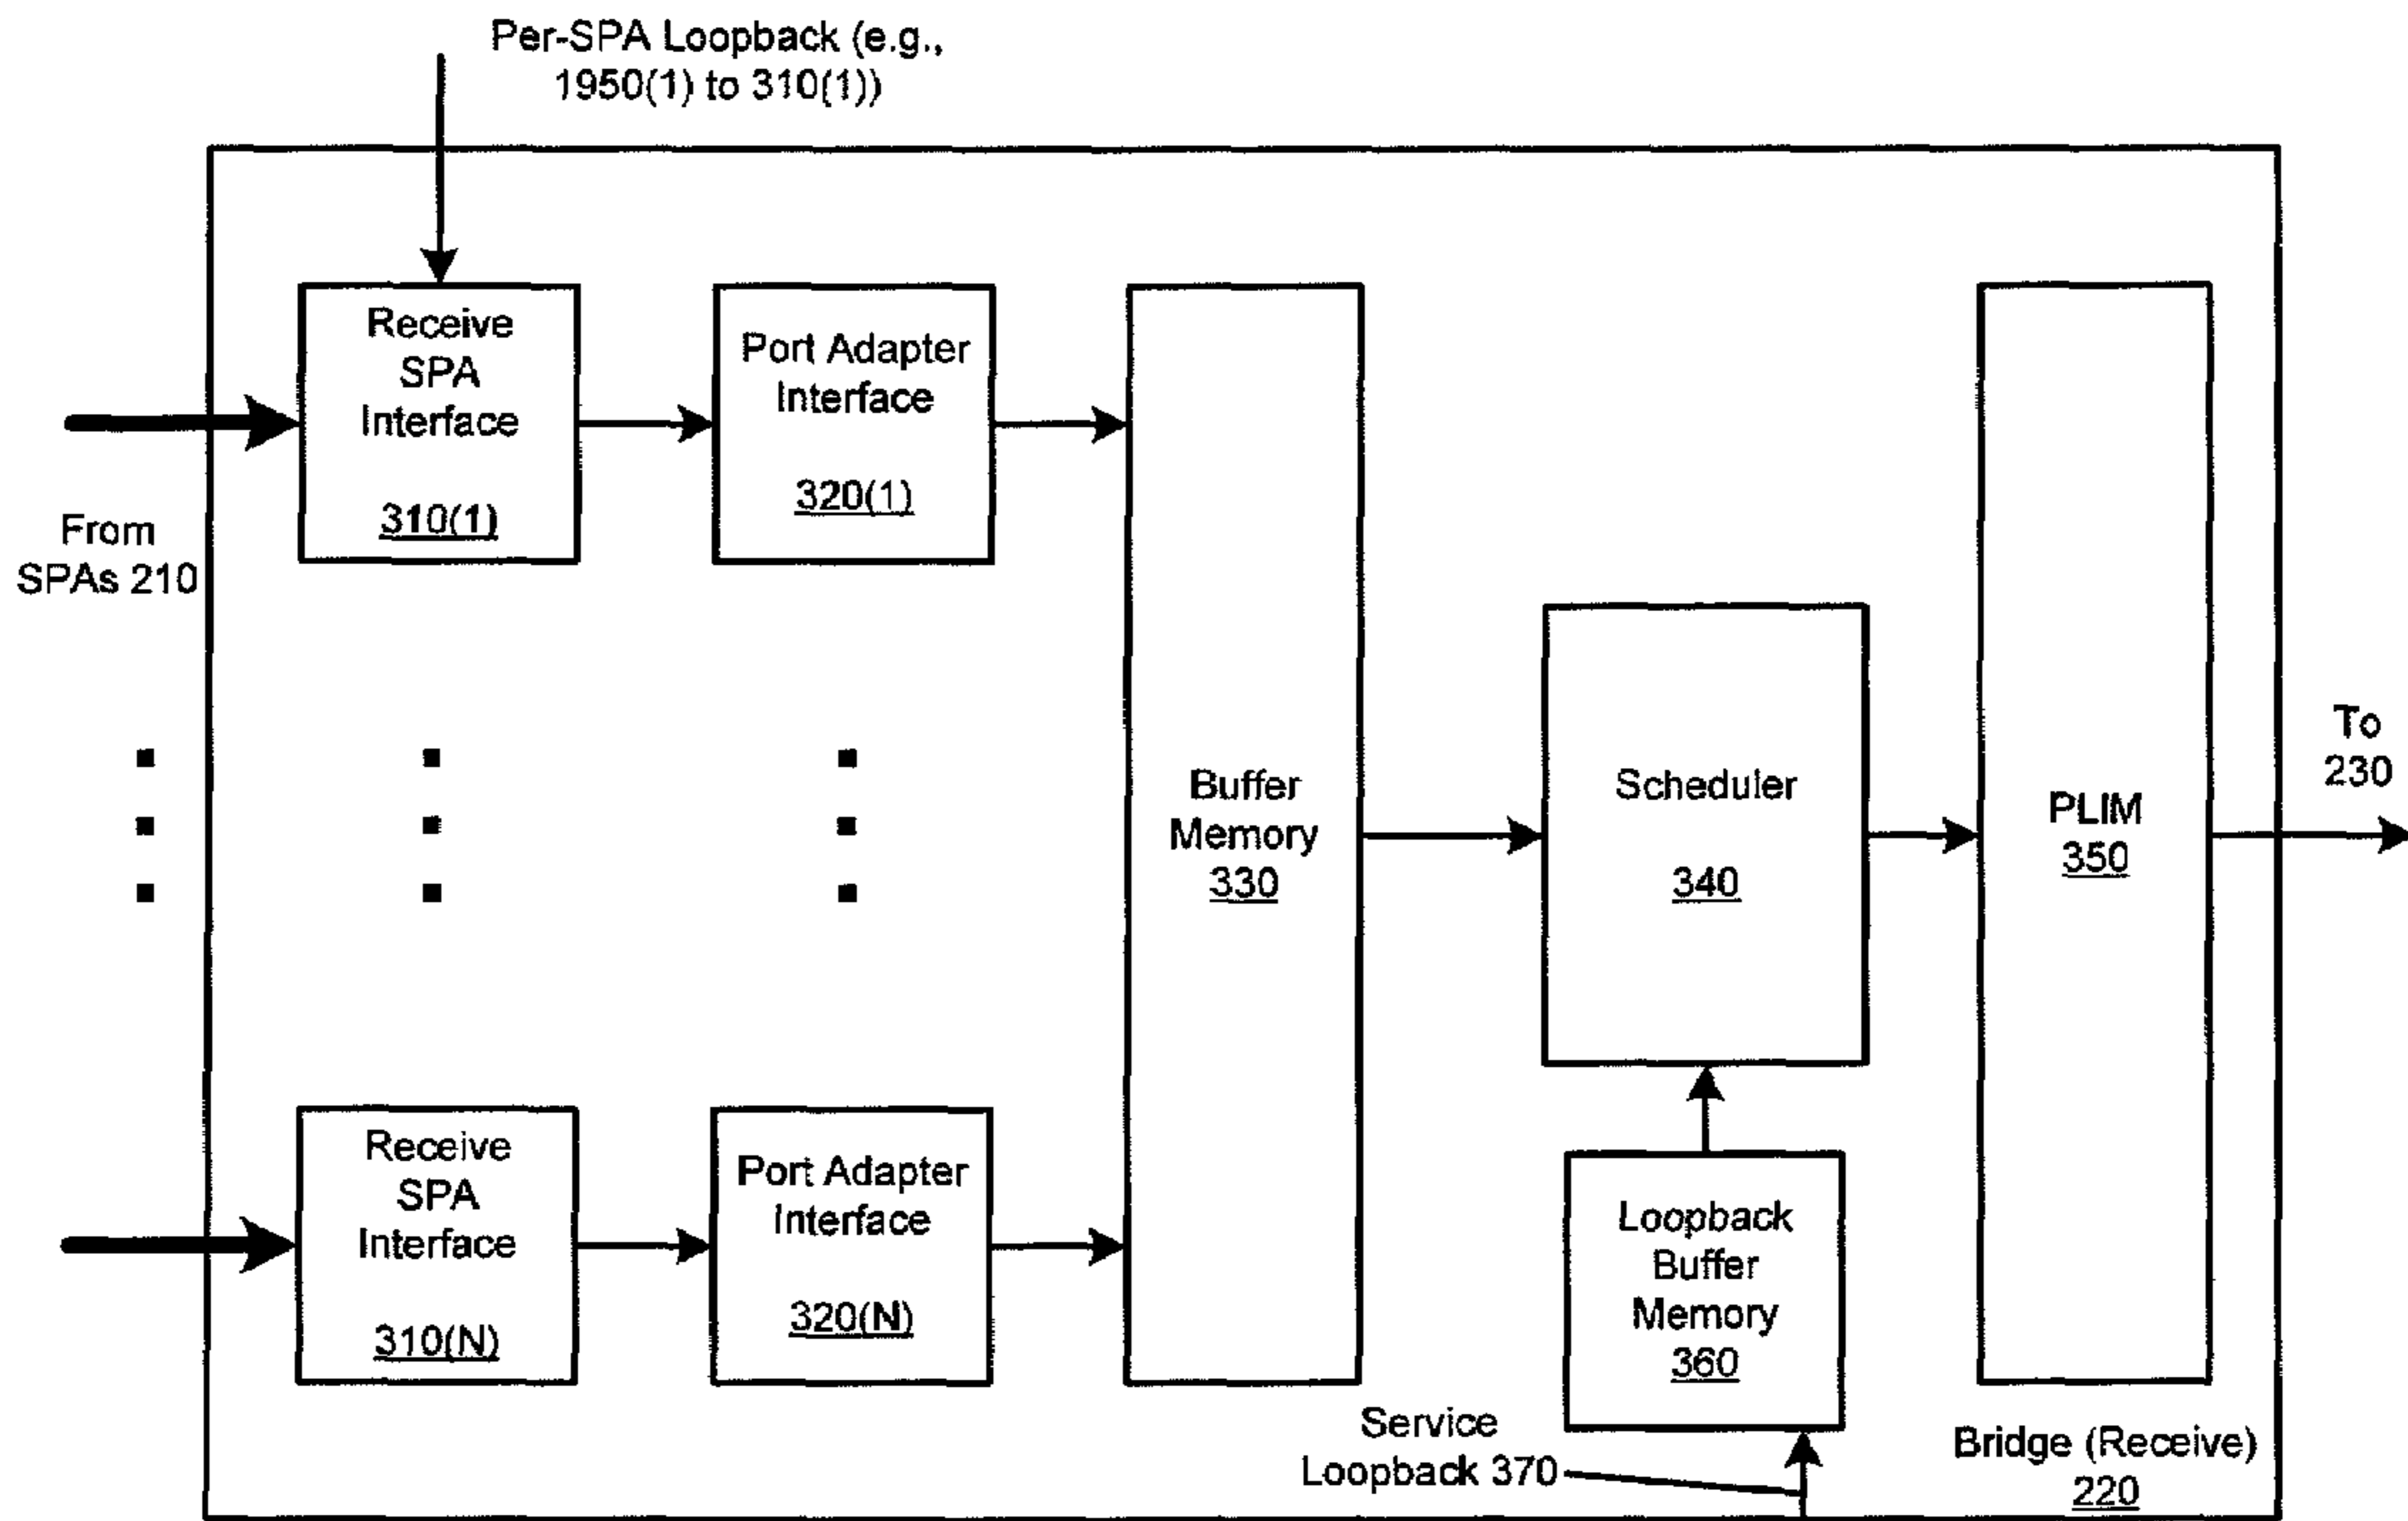 Per-SPA Loopback (e.g.,
1950(1) to 310(1))
Receive
SPA
Interface
310(1)
Port Adapter
Interface
320(1)
From
SPAs 210
Buffer
Memory
330
Scheduler
340
PLIM
350
To
230
Receive
SPA
Interface
310(N)
Port Adapter
Interface
320(N)
Loopback
Buffer
Memory
360
Service
Loopback 370
Bridge (Receive)
220